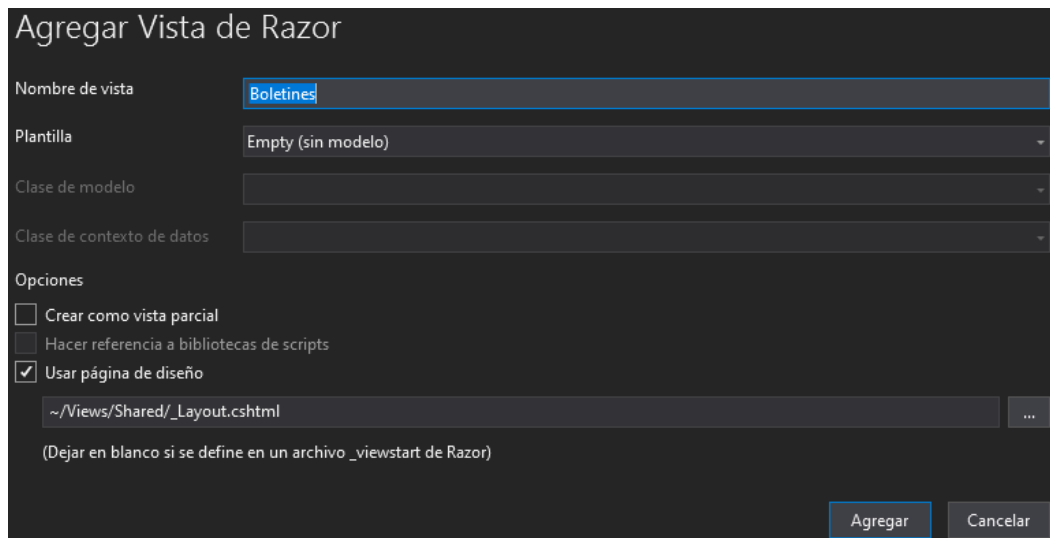 Agregar Vista de Razor
Nombre de vista
Boletines
Plantilla
Empty (sin modelo)
Clase de modelo
Clase de contexto de datos
Opciones
Crear como vista parcial
Hacer referencia a bibliotecas de scripts
Usar página de diseño
~/Views/Shared/_Layout.cshtml
...
(Dejar en blanco si se define en un archivo _viewstart de Razor)
Agregar
Cancelar